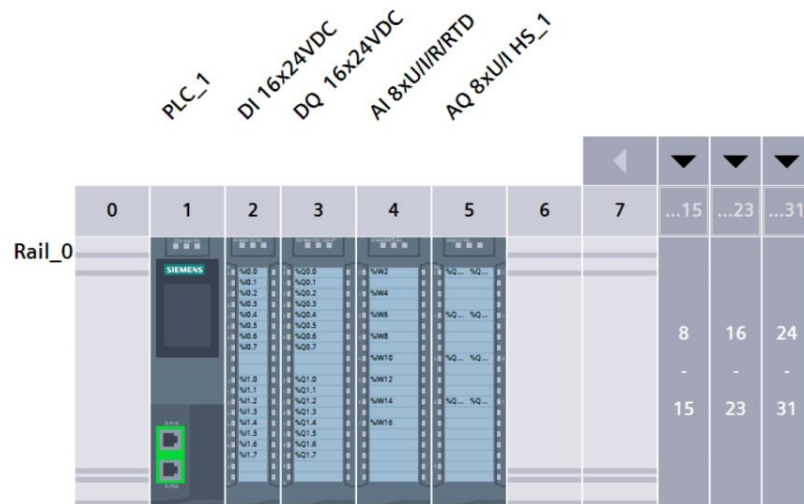 PLC_1
DI 16x24VDC
DQ 16x24VDC
AI 8xU/I/R/RTD
AQ 8xU/I HS_1
0 1 2 3 4 5 6 7 ...15 ...23 ...31
Rail_0
SIEMENS
%I0.0
%I0.1
%I0.2
%I0.3
%I0.4
%I0.5
%I0.6
%I0.7
%I1.0
%I1.1
%I1.2
%I1.3
%I1.4
%I1.5
%I1.6
%I1.7
%Q0.0
%Q0.1
%Q0.2
%Q0.3
%Q0.4
%Q0.5
%Q0.6
%Q0.7
%Q1.0
%Q1.1
%Q1.2
%Q1.3
%Q1.4
%Q1.5
%Q1.6
%Q1.7
%IW2
%IW4
%IW6
%IW8
%IW10
%IW12
%IW14
%IW16
%Q... %Q...
%Q... %Q...
%Q... %Q...
%Q... %Q...
8 16 24
- - -
15 23 31